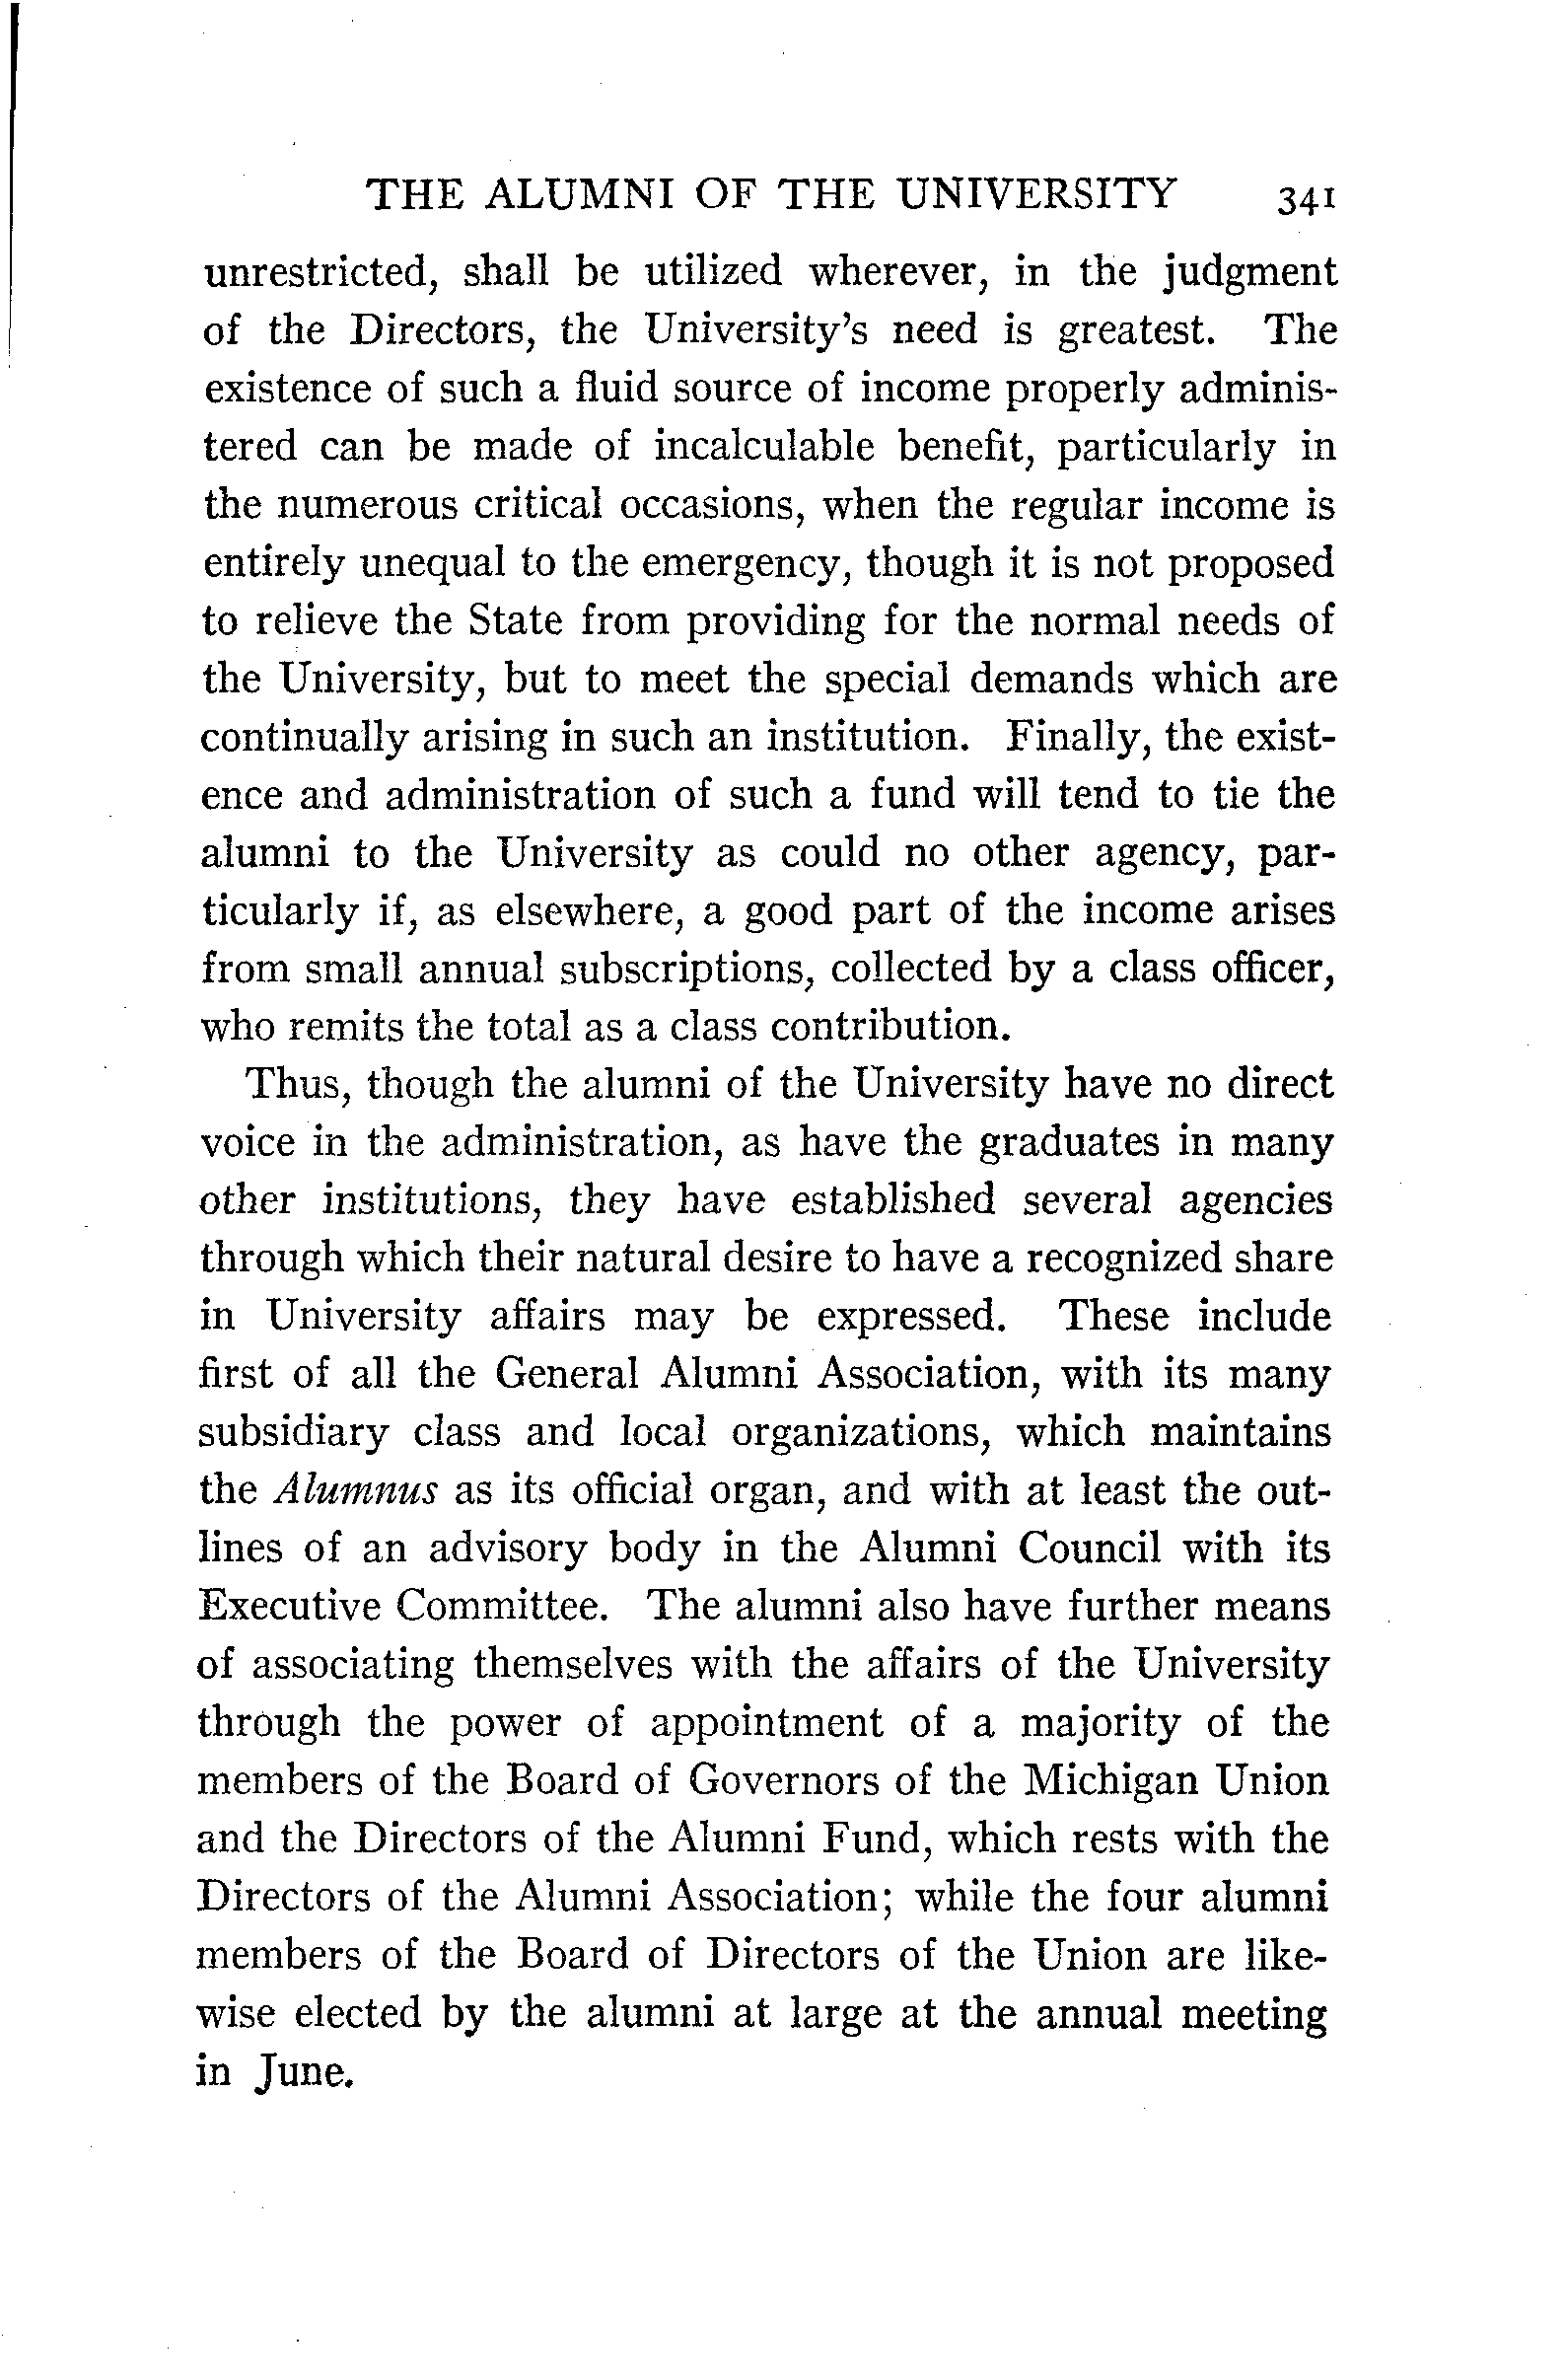 THE ALUMNI OF THE UNIVERSITY 341
unrestricted, shall be utilized wherever, in the judgment
of the Directors, the University's need is greatest. The
existence of such a fluid source of income properly adminis-
tered can be made of incalculable benefit, particularly in
the numerous critical occasions, when the regular income is
entirely unequal to the emergency, though it is not proposed
to relieve the State from providing for the normal needs of
the University, but to meet the special demands which are
continually arising in such an institution. Finally, the exist-
ence and administration of such a fund will tend to tie the
alumni to the University as could no other agency, par-
ticularly if, as elsewhere, a good part of the income arises
from small annual subscriptions, collected by a class officer,
who remits the total as a class contribution.
Thus, though the alumni of the University have no direct
voice in the administration, as have the graduates in many
other institutions, they have established several agencies
through which their natural desire to have a recognized share
in University affairs may be expressed. These include
first of all the General Alumni Association, with its many
subsidiary class and local organizations, which maintains
the Alumnus as its official organ, and with at least the out-
lines of an advisory body in the Alumni Council with its
Executive Committee. The alumni also have further means
of associating themselves with the affairs of the University
through the power of appointment of a majority of the
members of the Board of Governors of the Michigan Union
and the Directors of the Alumni Fund, which rests with the
Directors of the Alumni Association; while the four alumni
members of the Board of Directors of the Union are like-
wise elected by the alumni at large at the annual meeting
in June.